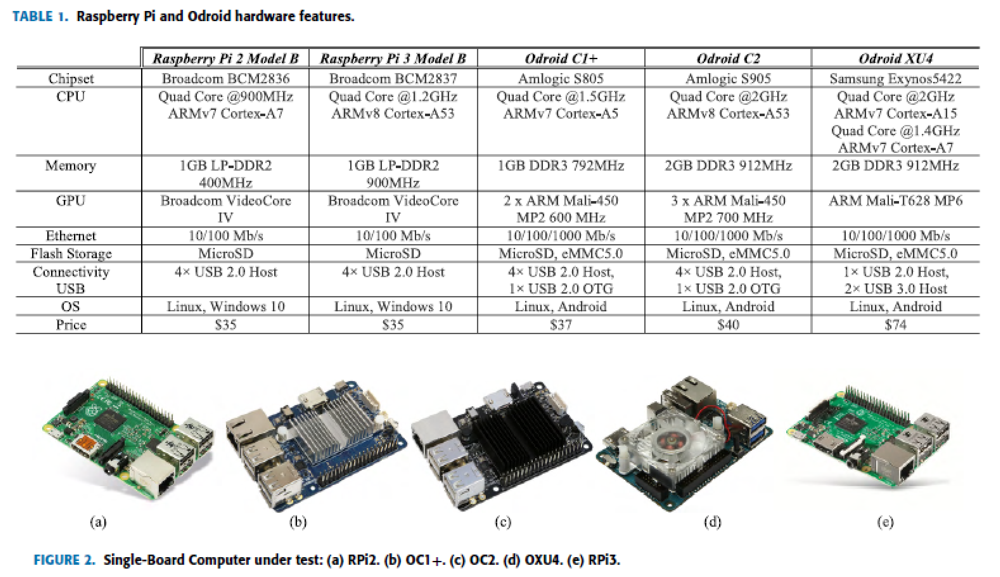 TABLE 1. Raspberry Pi and Odroid hardware features.
Raspberry Pi 2 Model B Raspberry Pi 3 Model B Odroid C1+ Odroid C2 Odroid XU4
Chipset Broadcom BCM2836 Broadcom BCM2837 Amlogic S805 Amlogic S905 Samsung Exynos5422
CPU Quad Core @900MHz Quad Core @1.2GHz Quad Core @1.5GHz Quad Core @2GHz Quad Core @2GHz
ARMv7 Cortex-A7 ARMv8 Cortex-A53 ARMv7 Cortex-A5 ARMv8 Cortex-A53 ARMv7 Cortex-A15
Quad Core @1.4GHz
ARMv7 Cortex-A7
Memory 1GB LP-DDR2 1GB LP-DDR2 1GB DDR3 792MHz 2GB DDR3 912MHz 2GB DDR3 912MHz
400MHz 900MHz
GPU Broadcom VideoCore Broadcom VideoCore 2 x ARM Mali-450 3 x ARM Mali-450 ARM Mali-T628 MP6
IV IV MP2 600 MHz MP2 700 MHz
Ethernet 10/100 Mb/s 10/100 Mb/s 10/100/1000 Mb/s 10/100/1000 Mb/s 10/100/1000 Mb/s
Flash Storage MicroSD MicroSD MicroSD, eMMC5.0 MicroSD, eMMC5.0 MicroSD, eMMC5.0
Connectivity 4× USB 2.0 Host 4× USB 2.0 Host 4× USB 2.0 Host, 4× USB 2.0 Host, 1× USB 2.0 Host,
USB 1× USB 2.0 OTG 1× USB 2.0 OTG 2× USB 3.0 Host
OS Linux, Windows 10 Linux, Windows 10 Linux, Android Linux, Android Linux, Android
Price $35 $35 $37 $40 $74
(a) (b) (c) (d) (e)
FIGURE 2. Single-Board Computer under test: (a) RPi2. (b) OC1+. (c) OC2. (d) OXU4. (e) RPi3.